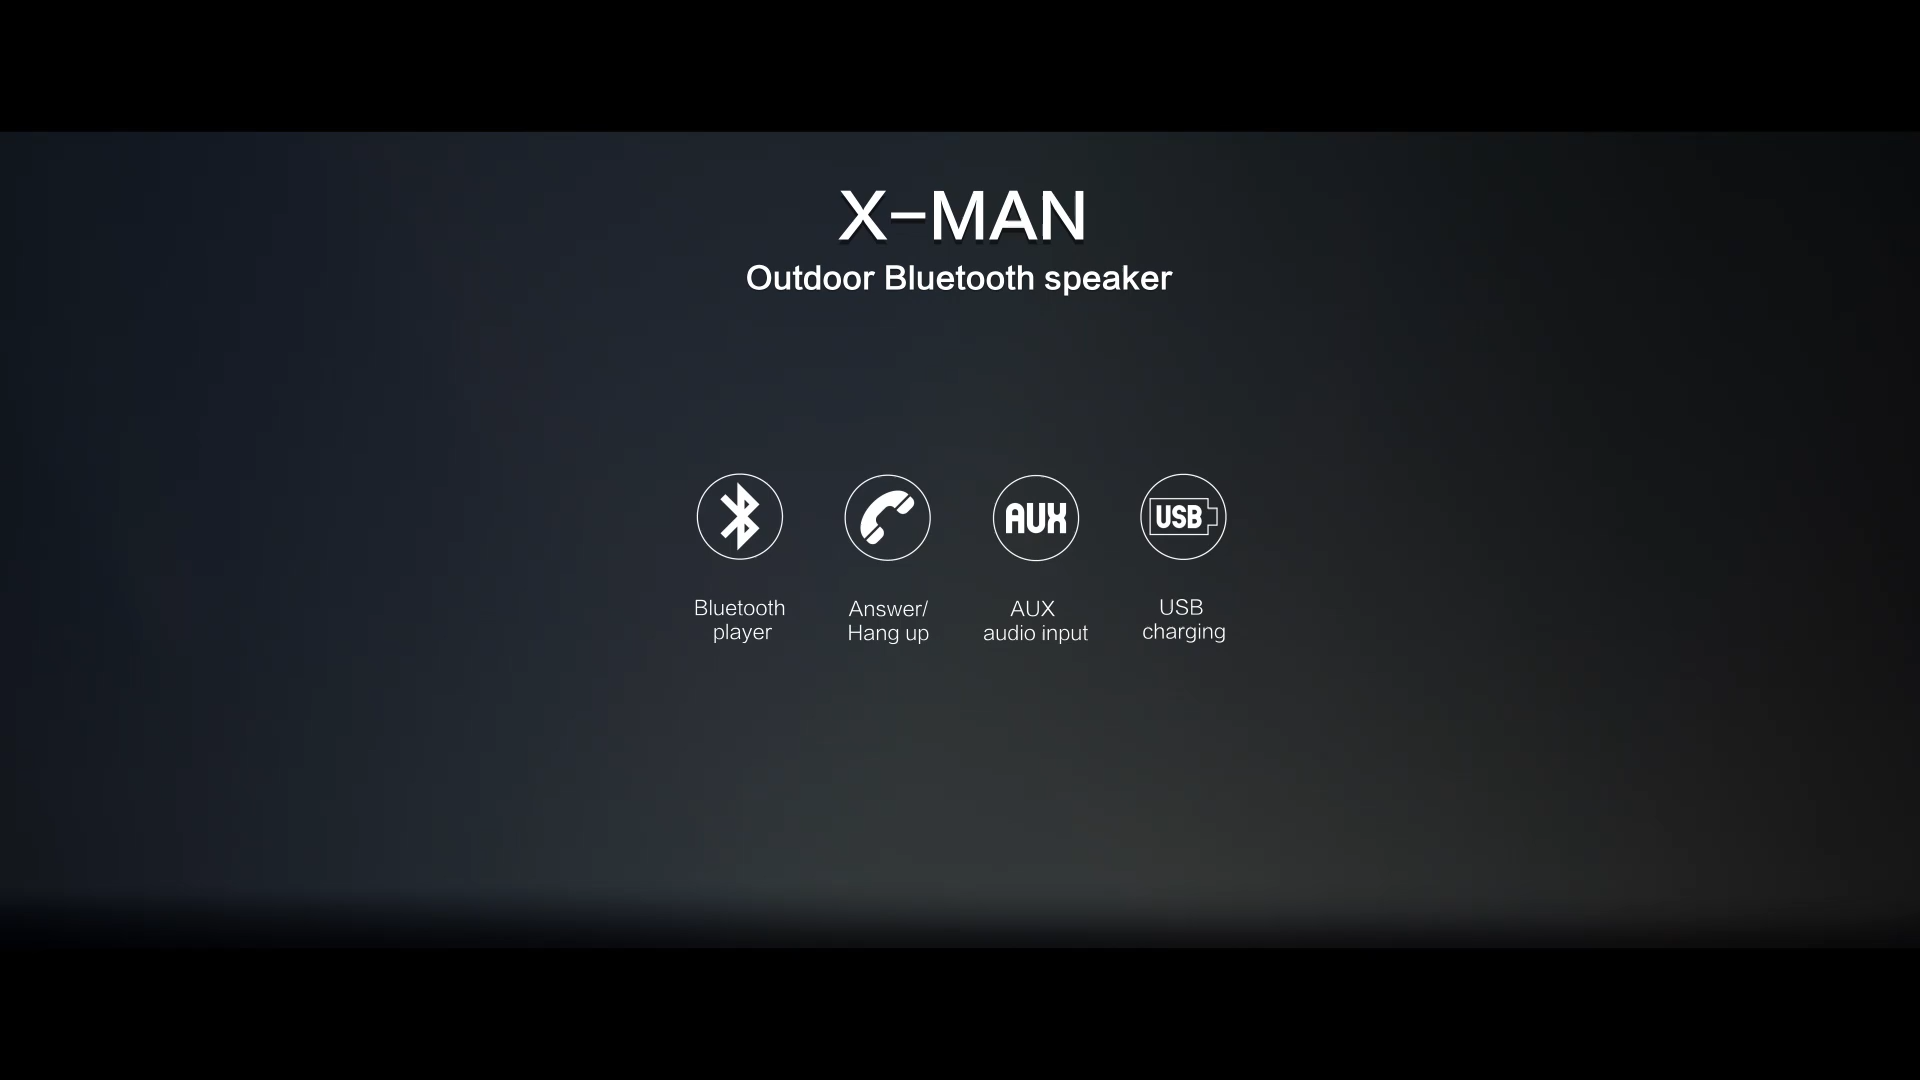 X–MAN
Outdoor Bluetooth speaker
AUX
USB
Bluetooth
player
Answer/
Hang up
AUX
audio input
USB
charging